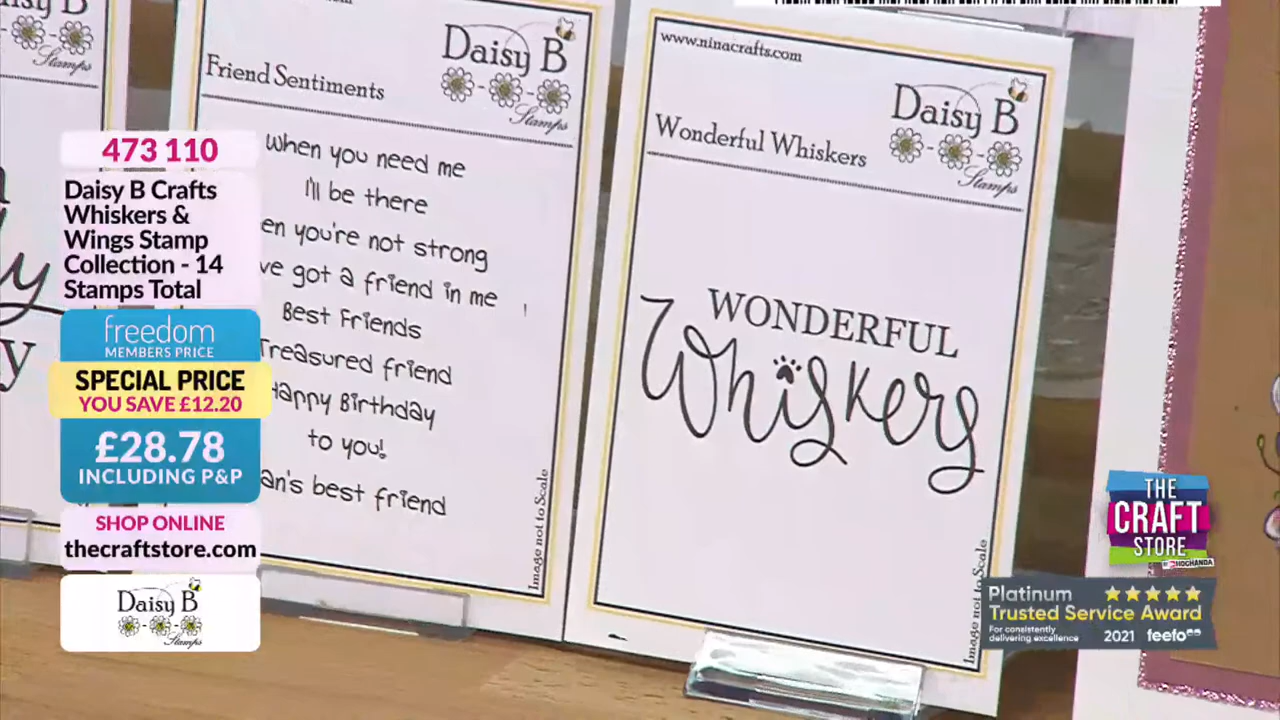 473 110
Daisy B Crafts
Whiskers &
Wings Stamp
Collection - 14
Stamps Total
freedom
MEMBERS PRICE
SPECIAL PRICE
YOU SAVE £12.20
£28.78
INCLUDING P&P
SHOP ONLINE
thecraftstore.com
Daisy B
Stamps
Stamps
Friend Sentiments
Daisy B
Stamps
When you need me
I'll be there
you're not strong
got a friend in me
Best Friends
Treasured friend
Happy Birthday
to you!
best friend
Image not to Scale
www.ninacrafts.com
Daisy B
Stamps
Wonderful Whiskers
WONDERFUL
Whiskers
Image not to Scale
THE
CRAFT
STORE
BY HOCHANDA
Platinum
Trusted Service Award
For consistently
delivering excellence
2021 feefo